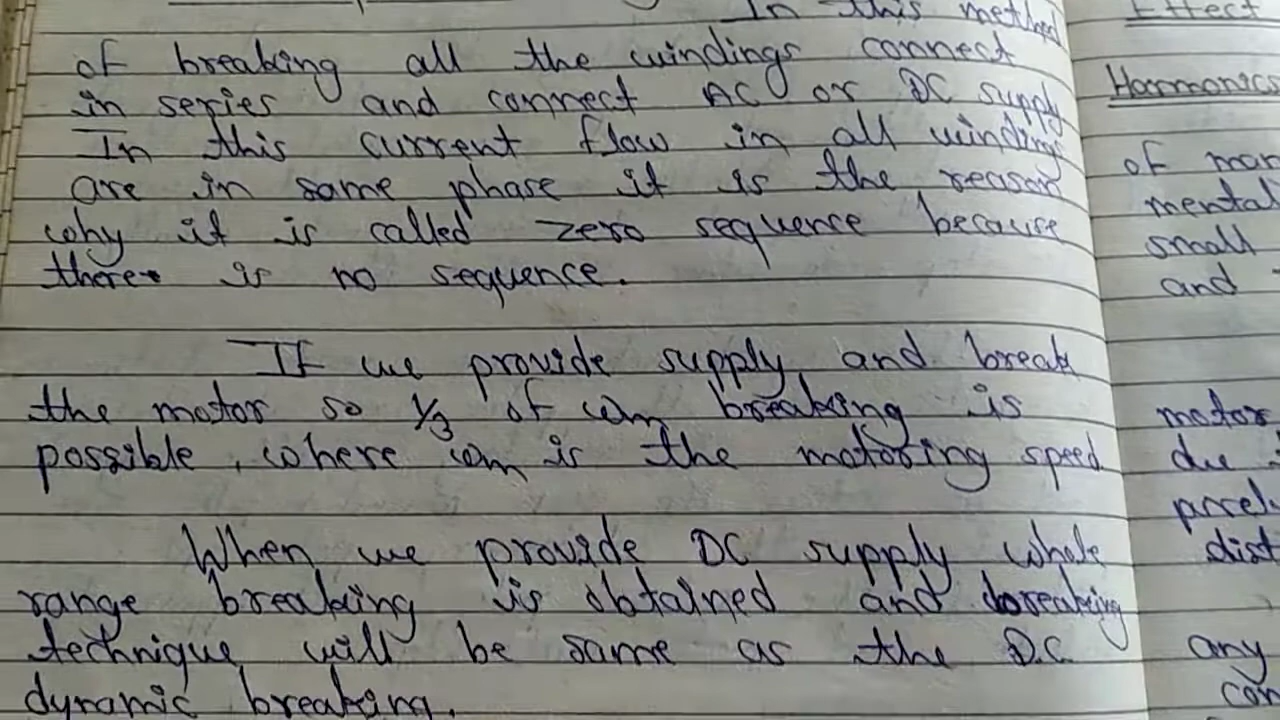 In this method
of breaking all the windings connect
in series and connect AC or DC supply
In this current flow in all windings
are in same phase it is the reason
why it is called zero sequence because
there is no sequence.
If we provide supply and break
the motor so 1/3 of ωm breaking is
possible, where ωm is the motoring speed
When we provide DC supply whole
range breaking is obtained and breaking
technique will be same as the D.C.
dynamic breaking.
Effect
Harmonics
of
mental
small
and
motor
due
any